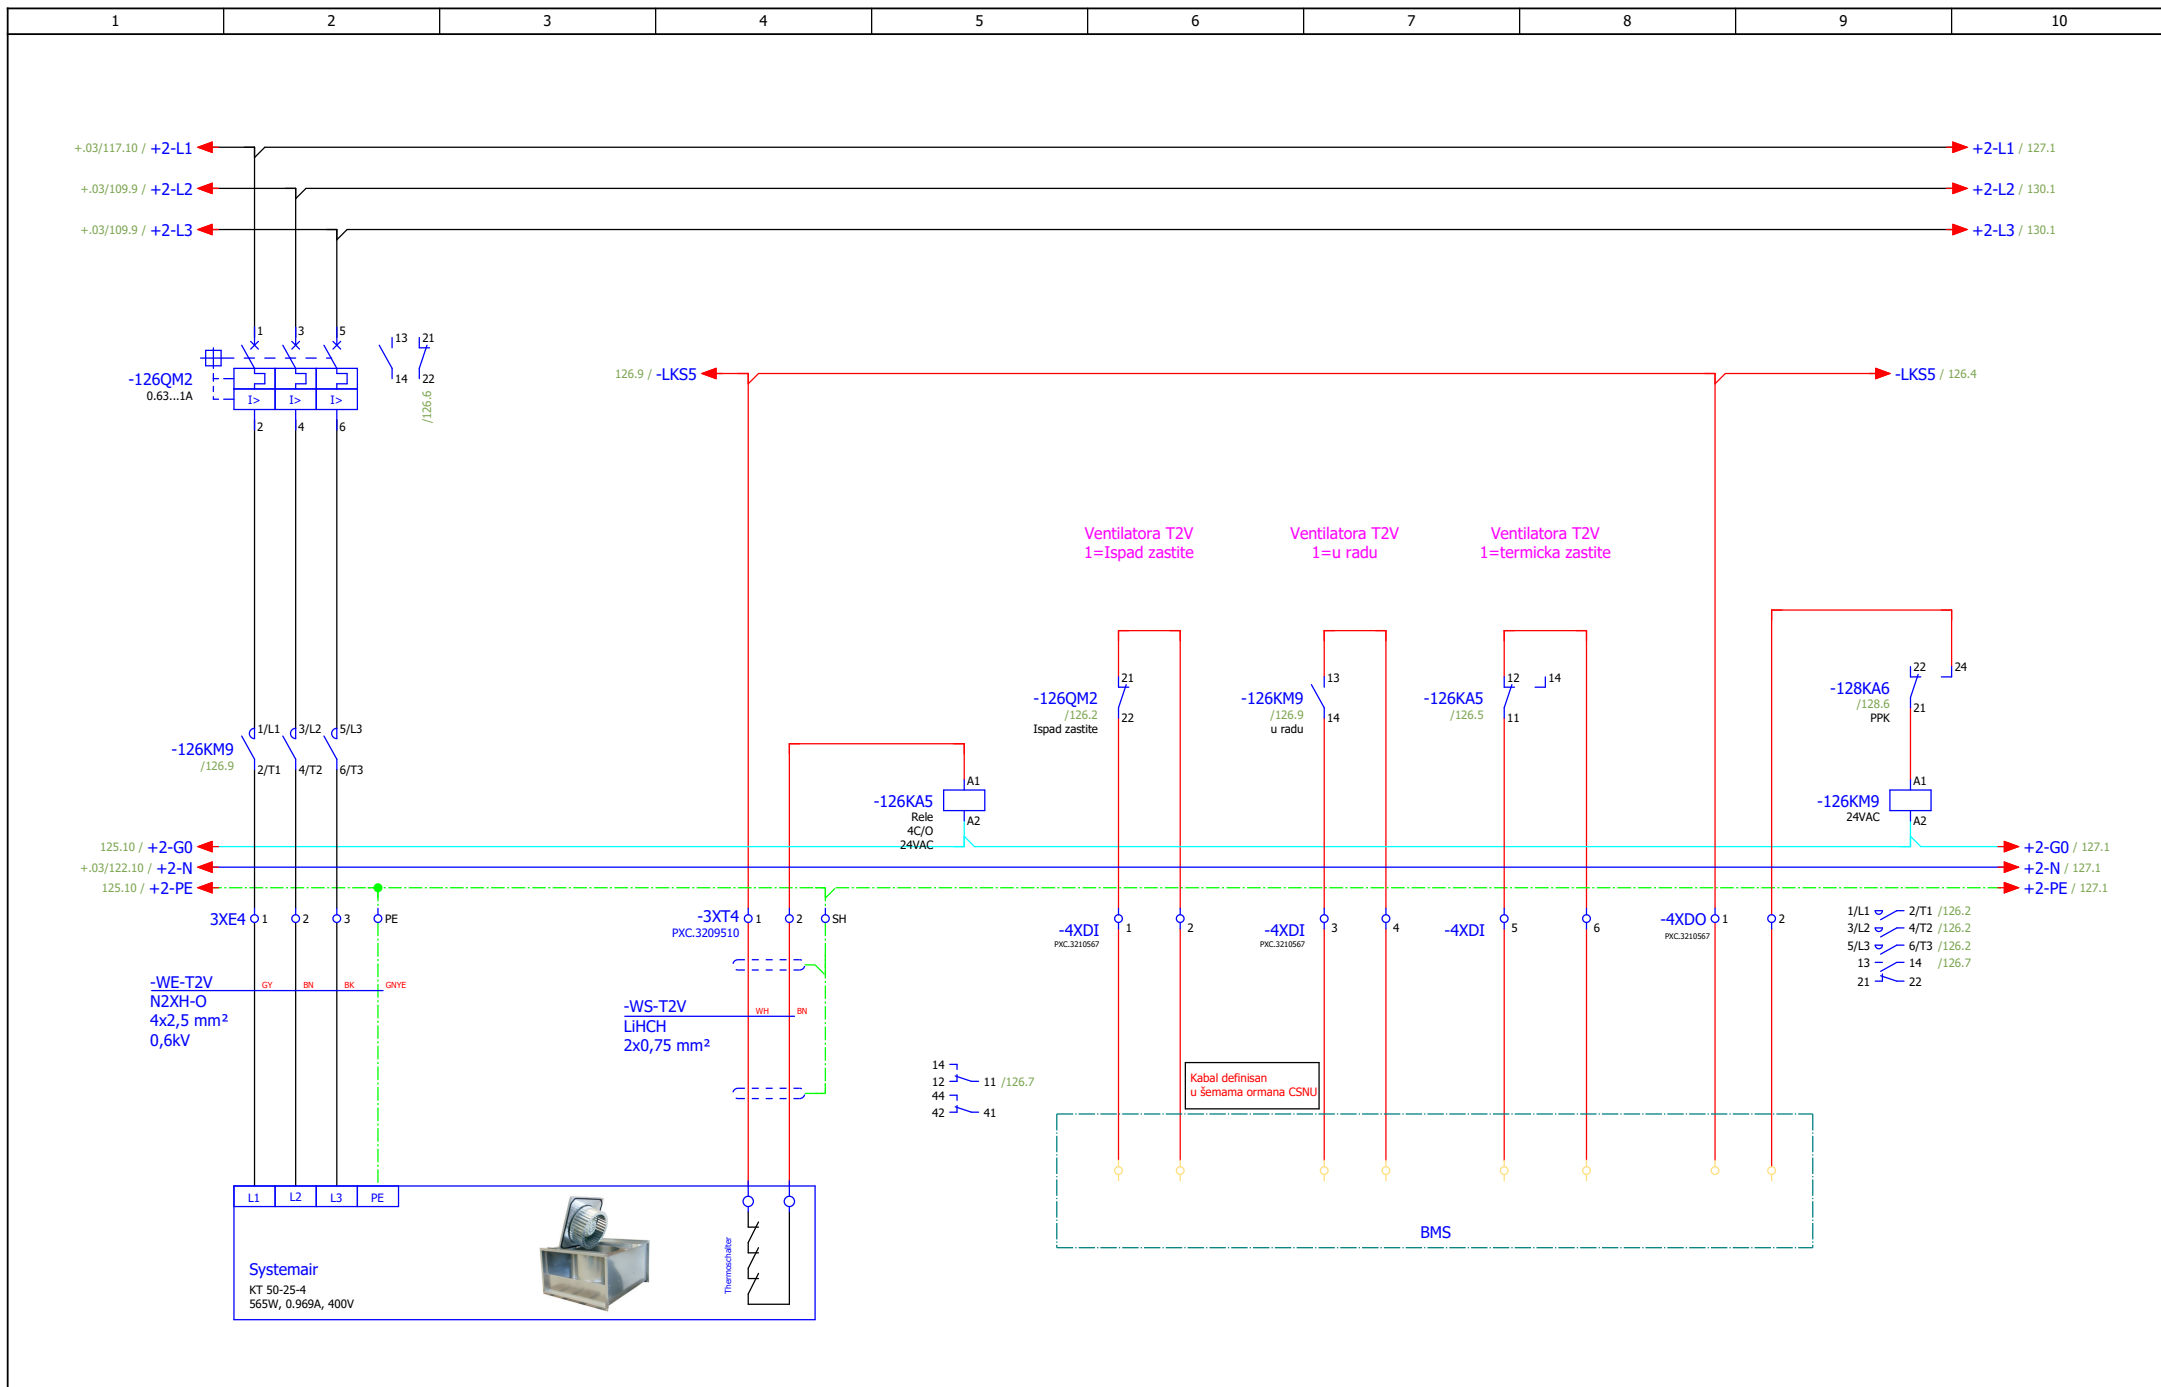 1 2 3 4 5 6 7 8 9 10
+.03/117.10 / +2-L1
+2-L1 / 127.1
+.03/109.9 / +2-L2
+2-L2 / 130.1
+.03/109.9 / +2-L3
+2-L3 / 130.1
1 3 5 13 21
-126QM2
0.63...1A
I> I> I>
14 22
/126.6
2 4 6
126.9 / -LKS5
-LKS5 / 126.4
Ventilatora T2V
1=Ispad zastite
Ventilatora T2V
1=u radu
Ventilatora T2V
1=termicka zastite
21
-126QM2
/126.2
22
Ispad zastite
13
-126KM9
/126.9
14
u radu
12 14
-126KA5
/126.5
11
22 24
-128KA6
/128.6
21
PPK
1/L1 3/L2 5/L3
-126KM9
/126.9
2/T1 4/T2 6/T3
A1
-126KA5
Rele
A2
4C/O
24VAC
A1
-126KM9
24VAC
A2
125.10 / +2-G0
+2-G0 / 127.1
+.03/122.10 / +2-N
+2-N / 127.1
125.10 / +2-PE
+2-PE / 127.1
3XE4 1 2 3 PE
-3XT4 1 2 SH
PXC.3209510
-4XDI 1 2
PXC.3210567
-4XDI 3 4
PXC.3210567
-4XDI 5 6
-4XDO 1 2
PXC.3210567
1/L1 2/T1 /126.2
3/L2 4/T2 /126.2
5/L3 6/T3 /126.2
13 14 /126.7
21 22
-WE-T2V GY BN BK GNYE
N2XH-O
4x2,5 mm²
0,6kV
-WS-T2V WH BN
LiHCH
2x0,75 mm²
14
12 11 /126.7
44
42 41
Kabal definisan
u šemama ormana CSNU
BMS
L1 L2 L3 PE
Thermoschalter
Systemair
KT 50-25-4
565W, 0.969A, 400V